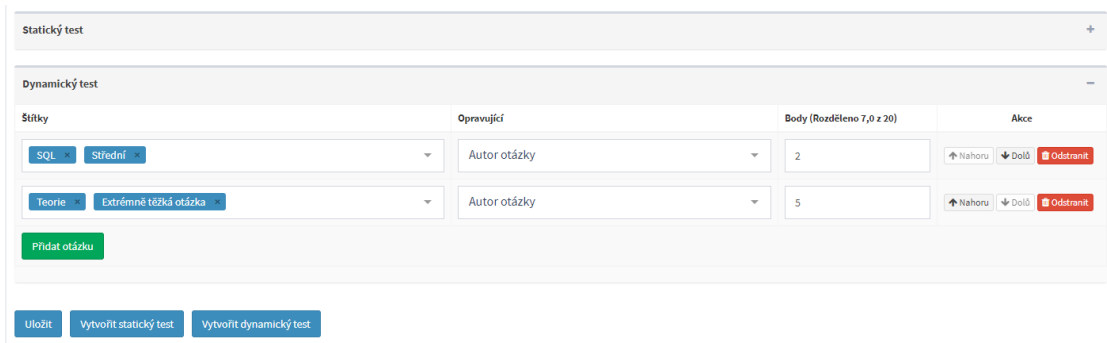 Statický test
Dynamický test
Štítky Opravující Body (Rozděleno 7,0 z 20) Akce
SQL × Střední × Autor otázky 2 Nahoru Dolů Odstranit
Teorie × Extrémně těžká otázka × Autor otázky 5 Nahoru Dolů Odstranit
Přidat otázku
Uložit Vytvořit statický test Vytvořit dynamický test